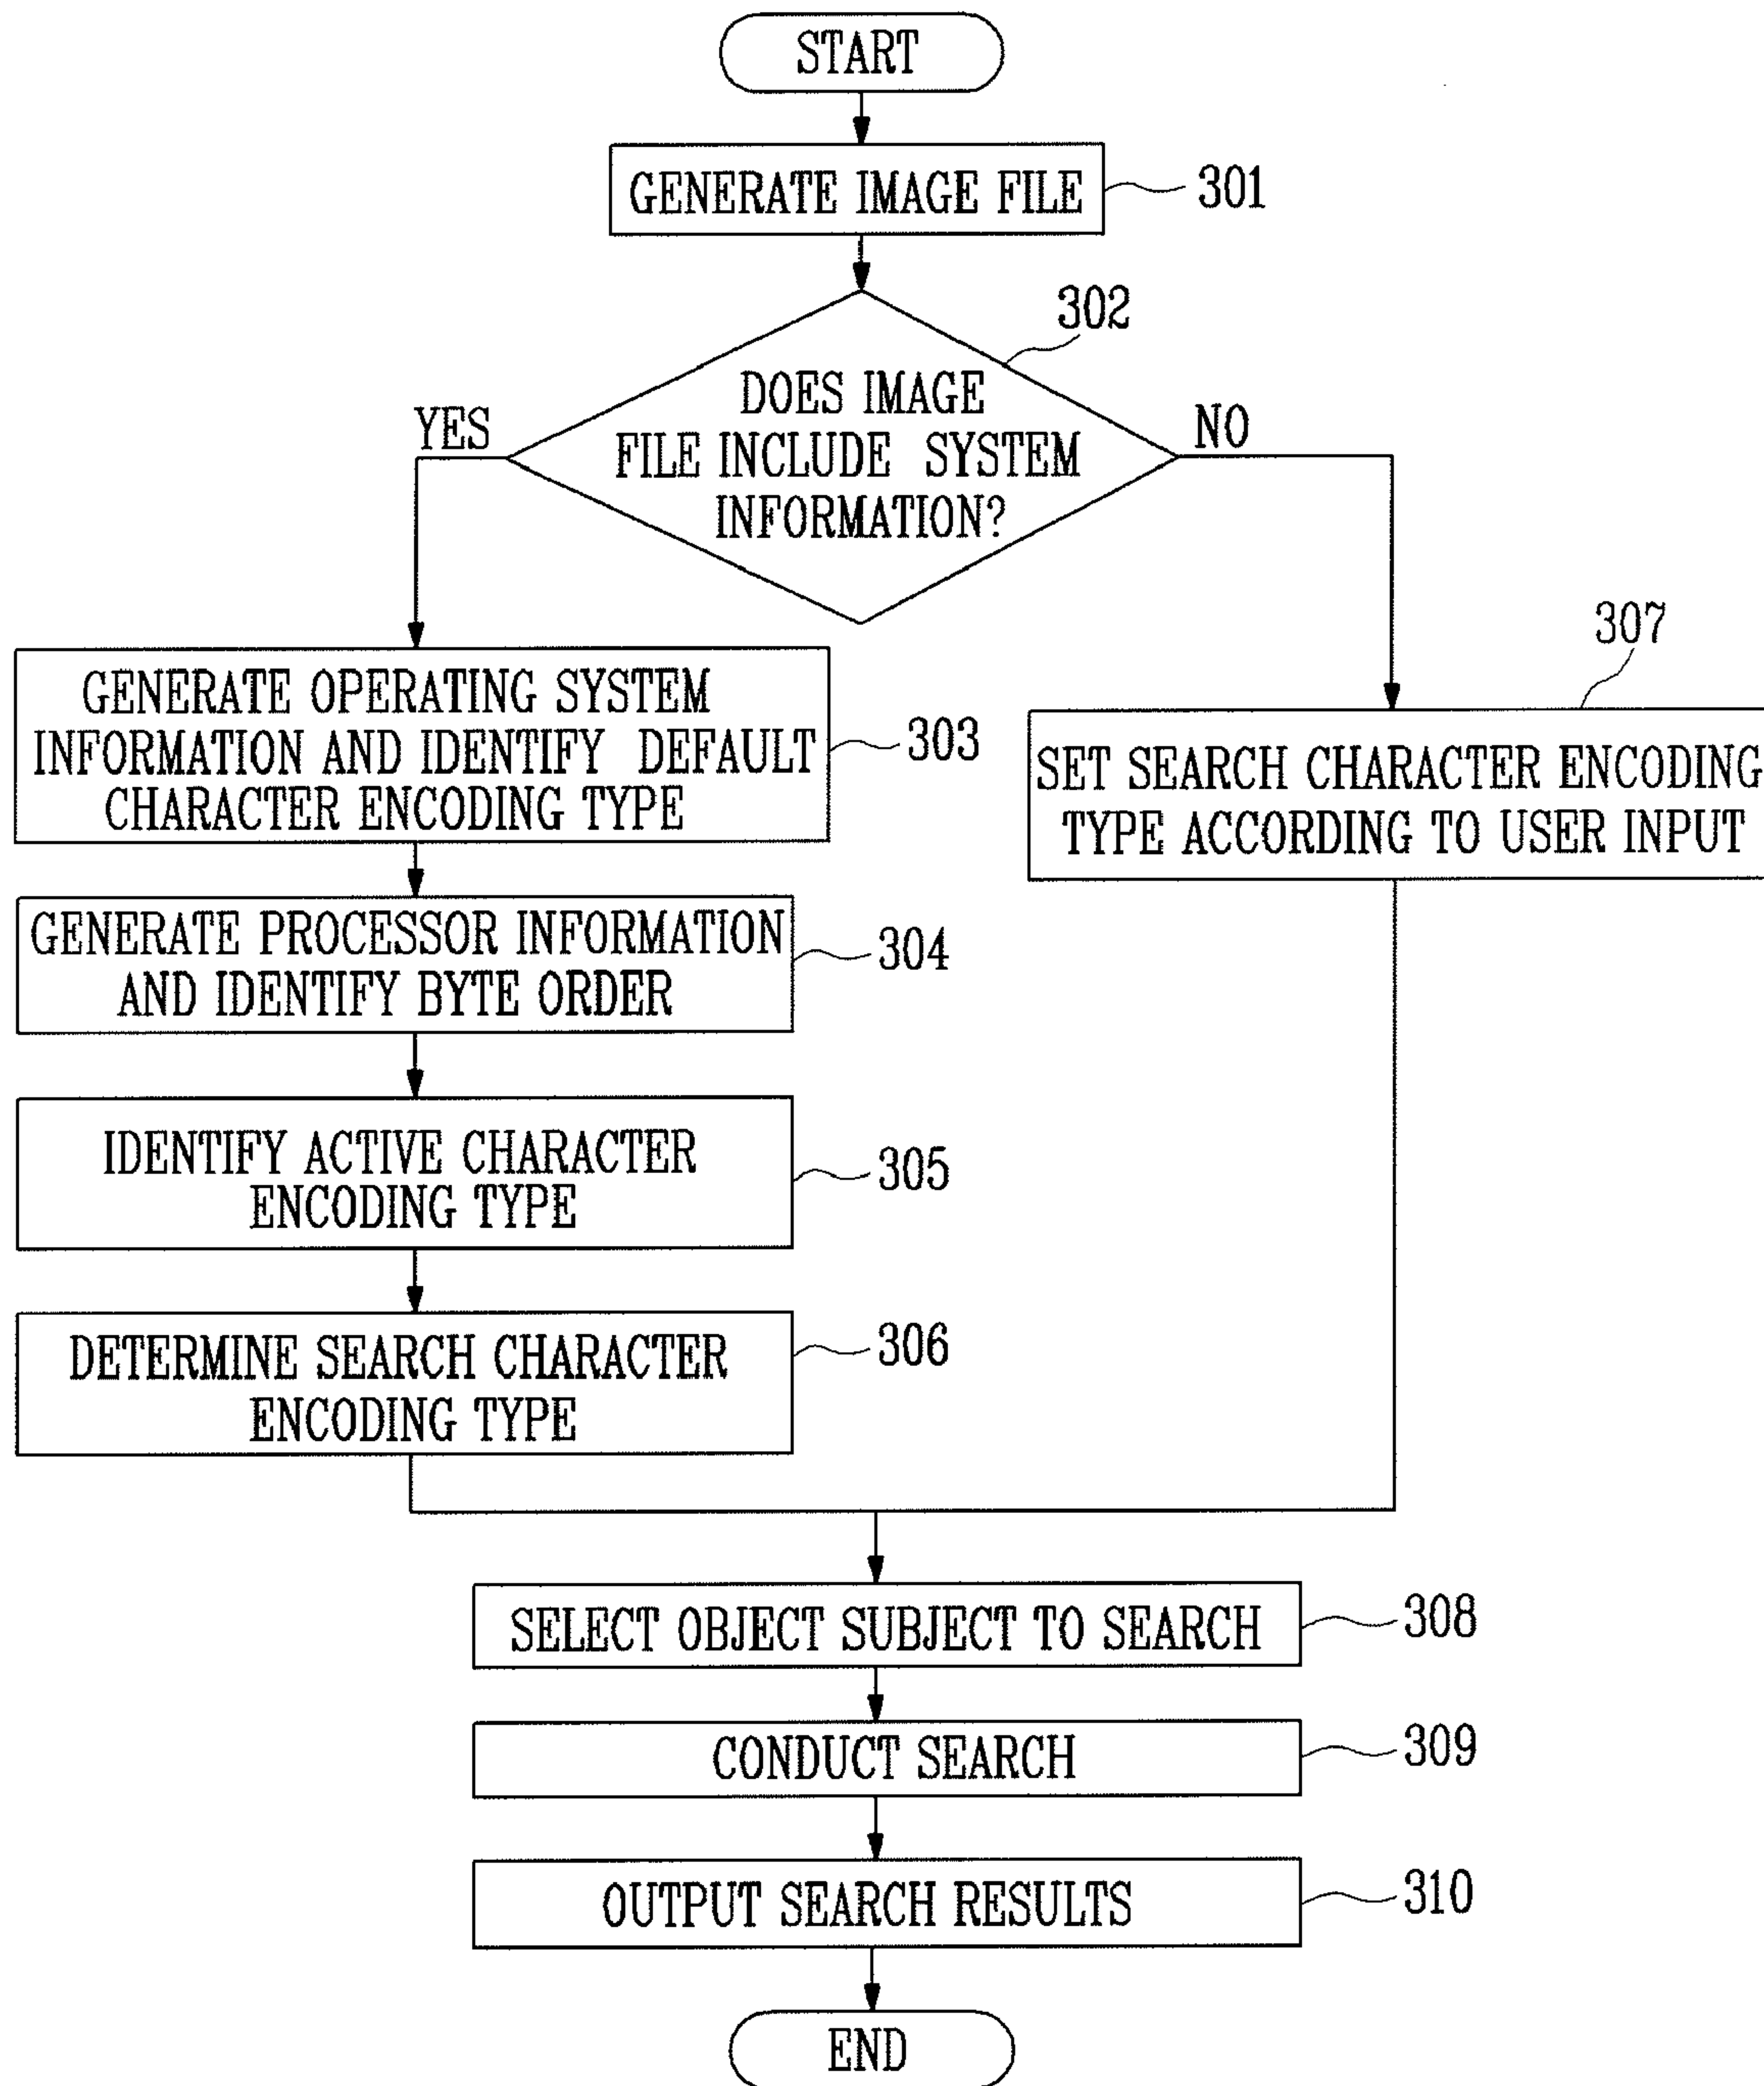 START
GENERATE IMAGE FILE
301
302
DOES IMAGE
FILE INCLUDE SYSTEM
INFORMATION?
YES
NO
GENERATE OPERATING SYSTEM
INFORMATION AND IDENTIFY DEFAULT
CHARACTER ENCODING TYPE
303
307
SET SEARCH CHARACTER ENCODING
TYPE ACCORDING TO USER INPUT
GENERATE PROCESSOR INFORMATION
AND IDENTIFY BYTE ORDER
304
IDENTIFY ACTIVE CHARACTER
ENCODING TYPE
305
DETERMINE SEARCH CHARACTER
ENCODING TYPE
306
SELECT OBJECT SUBJECT TO SEARCH
308
CONDUCT SEARCH
309
OUTPUT SEARCH RESULTS
310
END